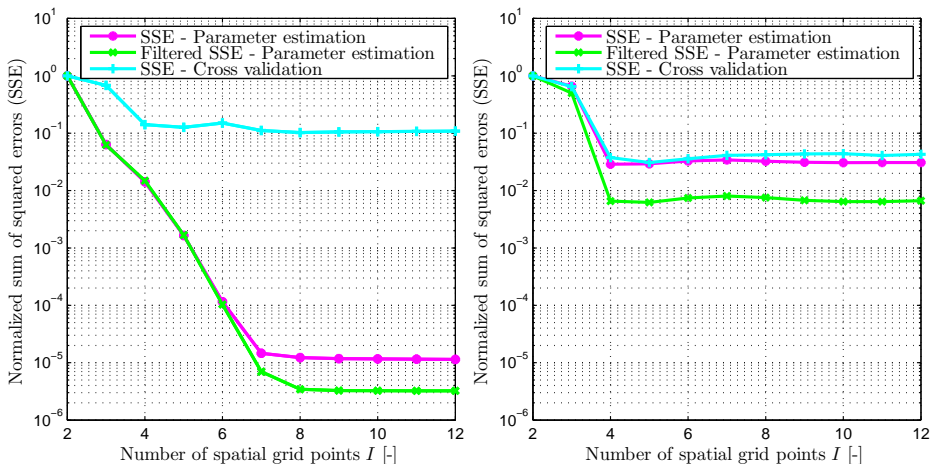 Normalized sum of squared errors (SSE)
10^1
10^0
10^-1
10^-2
10^-3
10^-4
10^-5
10^-6
SSE - Parameter estimation
Filtered SSE - Parameter estimation
SSE - Cross validation
2 4 6 8 10 12
Number of spatial grid points I [-]
Normalized sum of squared errors (SSE)
10^1
10^0
10^-1
10^-2
10^-3
10^-4
10^-5
10^-6
SSE - Parameter estimation
Filtered SSE - Parameter estimation
SSE - Cross validation
2 4 6 8 10 12
Number of spatial grid points I [-]